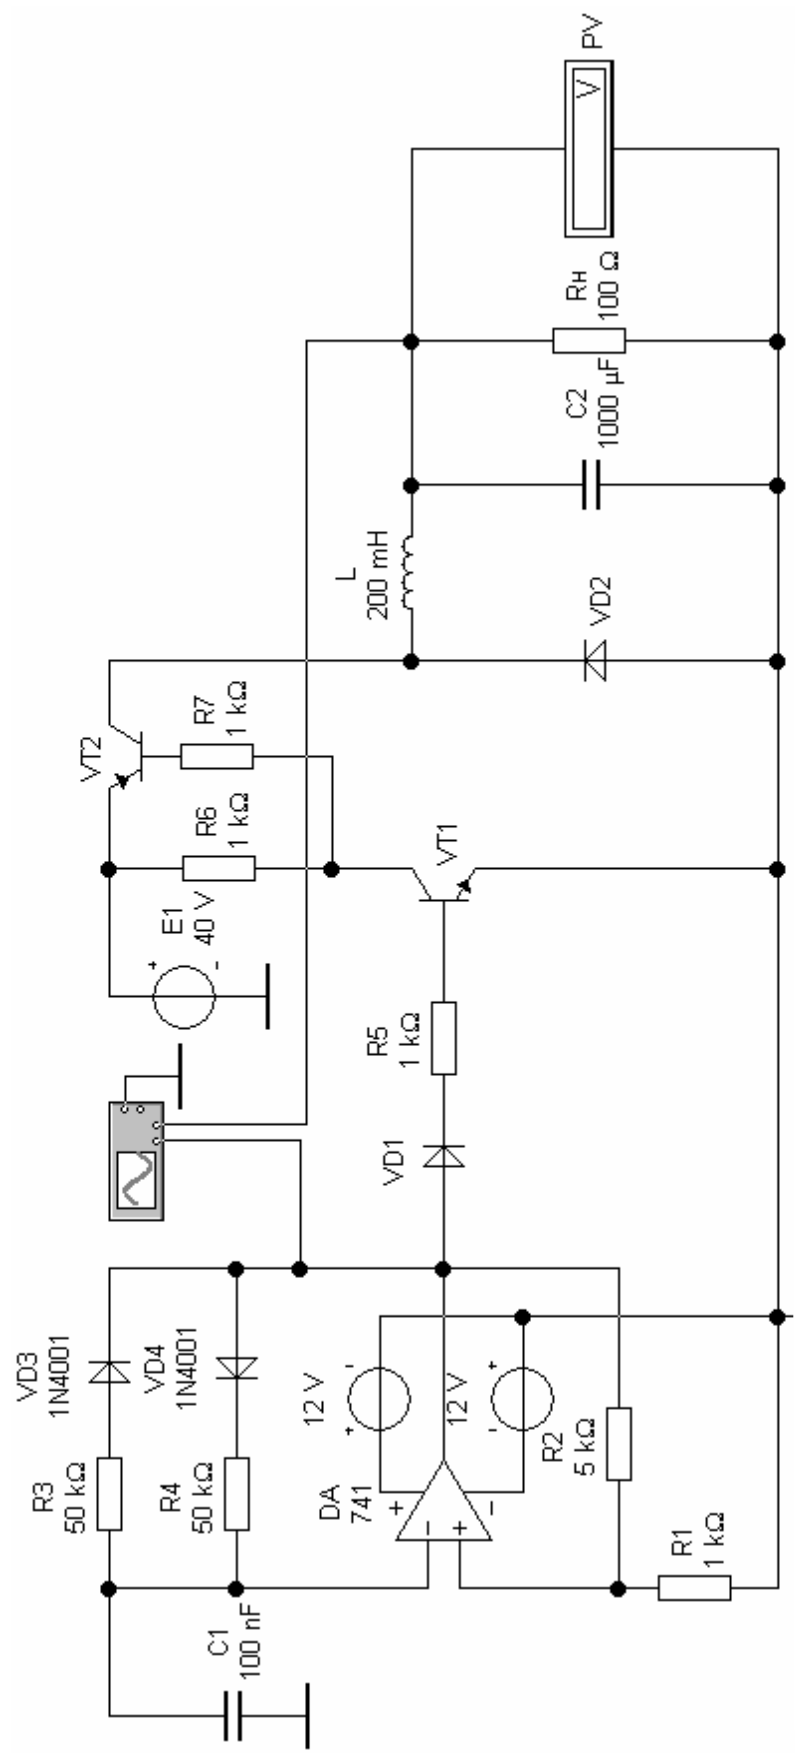 C1
100 nF
R3
50 kΩ
R4
50 kΩ
VD3
1N4001
VD4
1N4001
DA
741
+
−
−
+
12 V
+
-
12 V
-
+
R1
1 kΩ
R2
5 kΩ
VD1
R5
1 kΩ
E1
40 V
+
-
R6
1 kΩ
VT1
VT2
R7
1 kΩ
L
200 mH
VD2
C2
1000 µF
Rн
100 Ω
V
PV